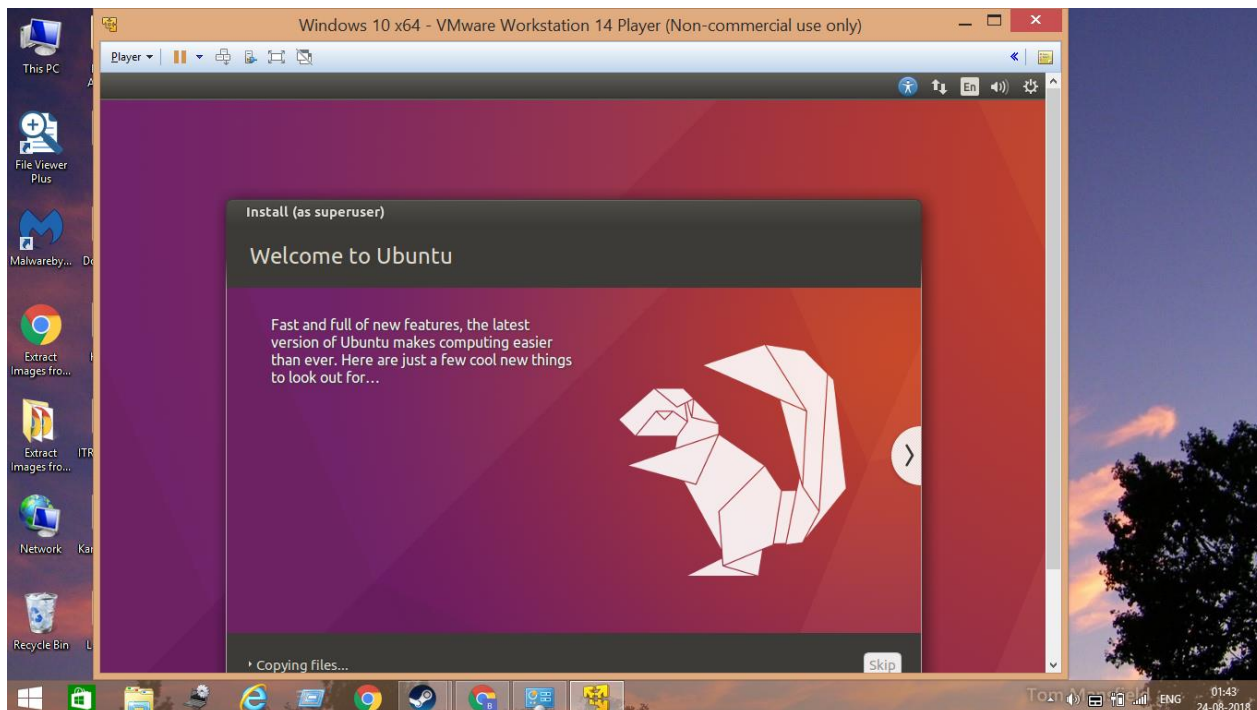 Windows 10 x64 - VMware Workstation 14 Player (Non-commercial use only)
Player
En
This PC
File Viewer
Plus
Malwareby...
Extract
Images fro...
Extract
Images fro...
ITR
Network
Kar
Recycle Bin
Install (as superuser)
Welcome to Ubuntu
Fast and full of new features, the latest
version of Ubuntu makes computing easier
than ever. Here are just a few cool new things
to look out for...
Copying files...
Skip
ENG
01:43
24-08-2018